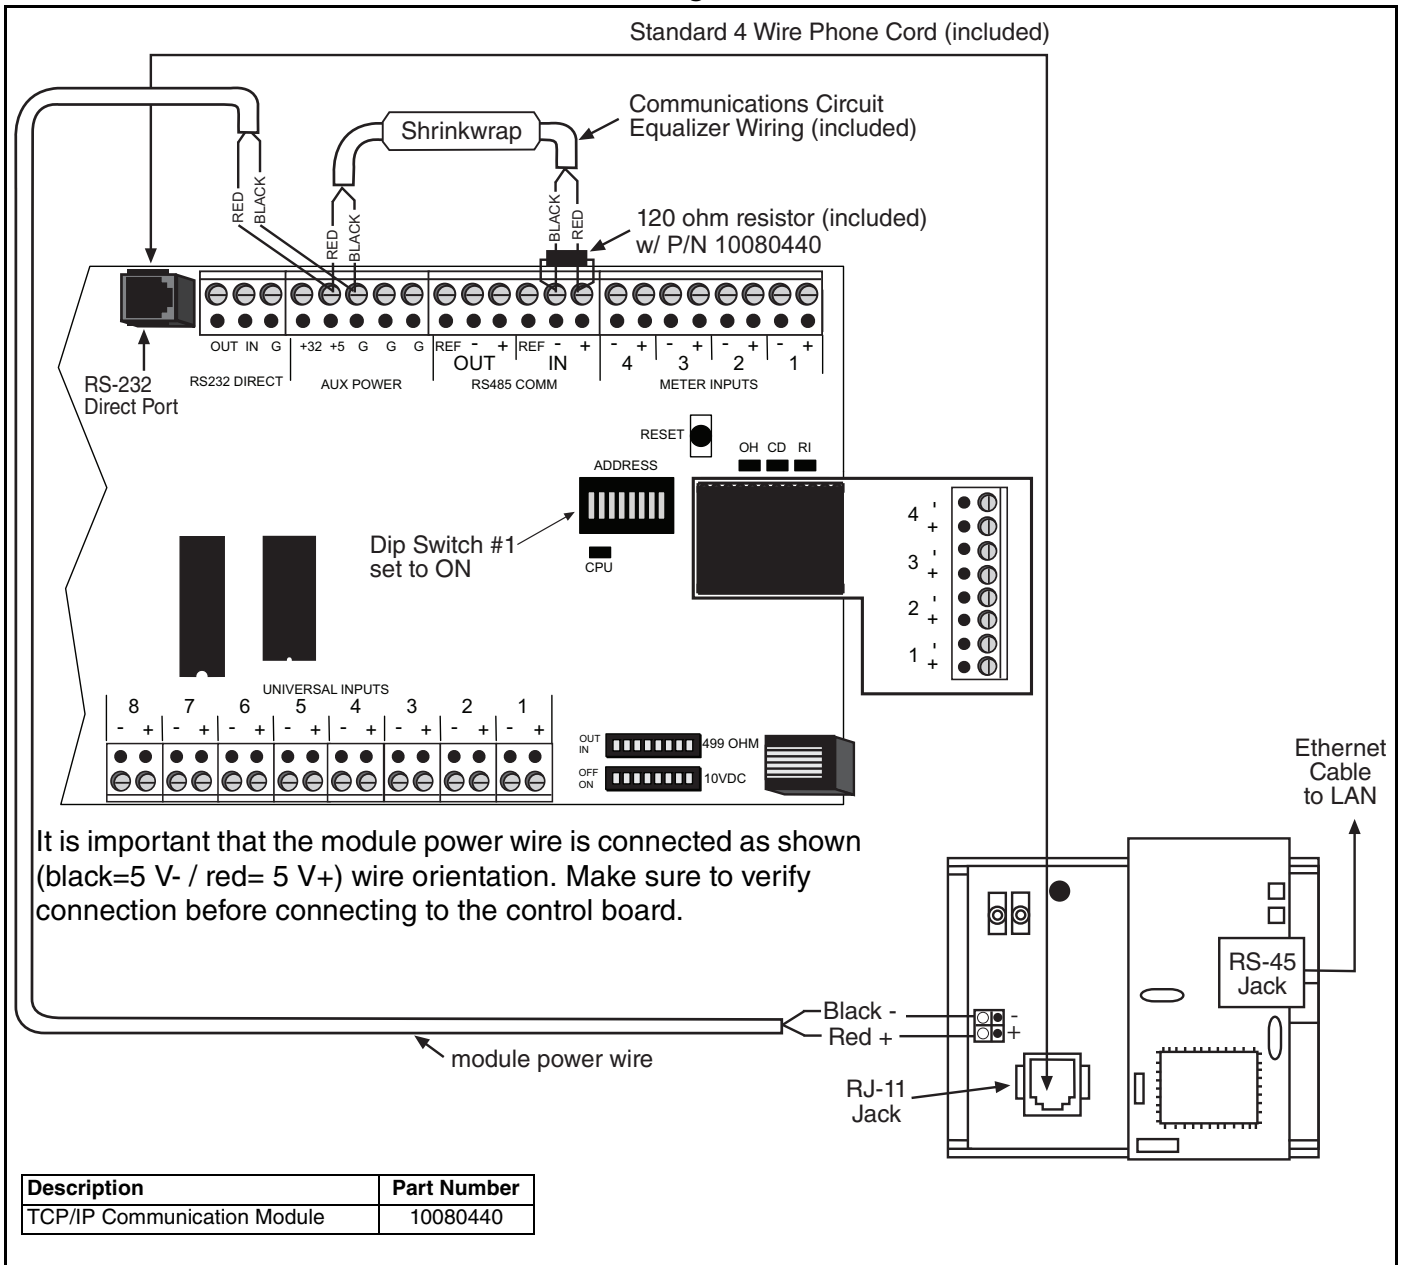 Standard 4 Wire Phone Cord (included)
Communications Circuit
Equalizer Wiring (included)
Shrinkwrap
RED
BLACK
RED
BLACK
BLACK
RED
120 ohm resistor (included)
w/ P/N 10080440
OUT IN G +32 +5 G G G REF - + REF - + - + - + - + - +
OUT IN 4 3 2 1
RS232 DIRECT AUX POWER RS485 COMM METER INPUTS
RS-232
Direct Port
RESET
OH CD RI
ADDRESS
Dip Switch #1
set to ON
CPU
4 -
+
3 -
+
2 -
+
1 -
+
UNIVERSAL INPUTS
8 7 6 5 4 3 2 1
- + - + - + - + - + - + - + - +
OUT
IN
499 OHM
OFF
ON
10VDC
It is important that the module power wire is connected as shown
(black=5 V- / red= 5 V+) wire orientation. Make sure to verify
connection before connecting to the control board.
Ethernet
Cable
to LAN
RS-45
Jack
Black - -
Red + +
module power wire
RJ-11
Jack
Description Part Number
TCP/IP Communication Module 10080440